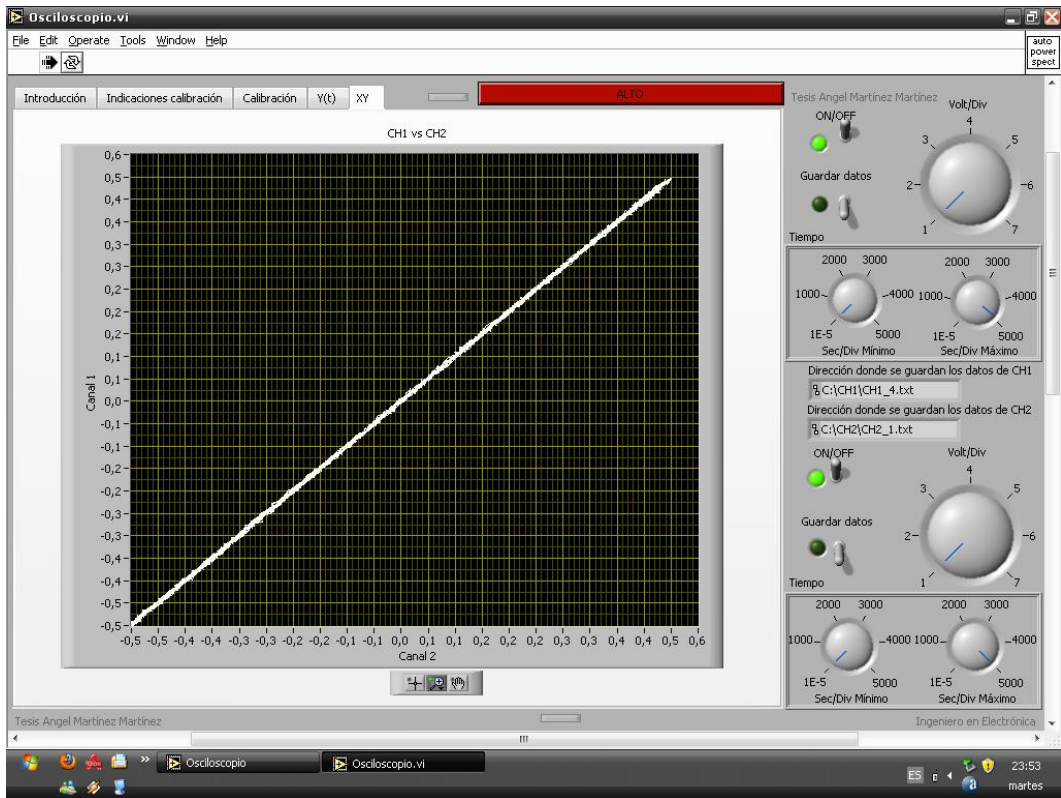 Osciloscopio.vi
File Edit Operate Tools Window Help
auto
power
spect
Introducción Indicaciones calibración Calibración Y(t) XY
ALTO
Tesis Angel Martínez Martínez
CH1 vs CH2
0,6
0,5
0,4
0,4
0,3
0,3
0,2
0,2
0,2
0,1
0,1
0,0
-0,1
-0,1
-0,2
-0,2
-0,3
-0,3
-0,4
-0,4
-0,5
-0,5
Canal 1
-0,5 -0,5 -0,4 -0,4 -0,3 -0,3 -0,2 -0,2 -0,1 -0,1 0,0 0,1 0,1 0,2 0,2 0,2 0,3 0,3 0,4 0,4 0,5 0,6
Canal 2
ON/OFF
Volt/Div
1 2 3 4 5 6 7
Guardar datos
Tiempo
1E-5 1000 2000 3000 4000 5000
Sec/Div Mínimo
1E-5 1000 2000 3000 4000 5000
Sec/Div Máximo
Dirección donde se guardan los datos de CH1
C:\CH1\CH1_4.txt
Dirección donde se guardan los datos de CH2
C:\CH2\CH2_1.txt
ON/OFF
Volt/Div
1 2 3 4 5 6 7
Guardar datos
Tiempo
1E-5 1000 2000 3000 4000 5000
Sec/Div Mínimo
1E-5 1000 2000 3000 4000 5000
Sec/Div Máximo
Tesis Angel Martínez Martínez
Ingeniero en Electrónica
Osciloscopio
Osciloscopio.vi
ES
23:53
martes